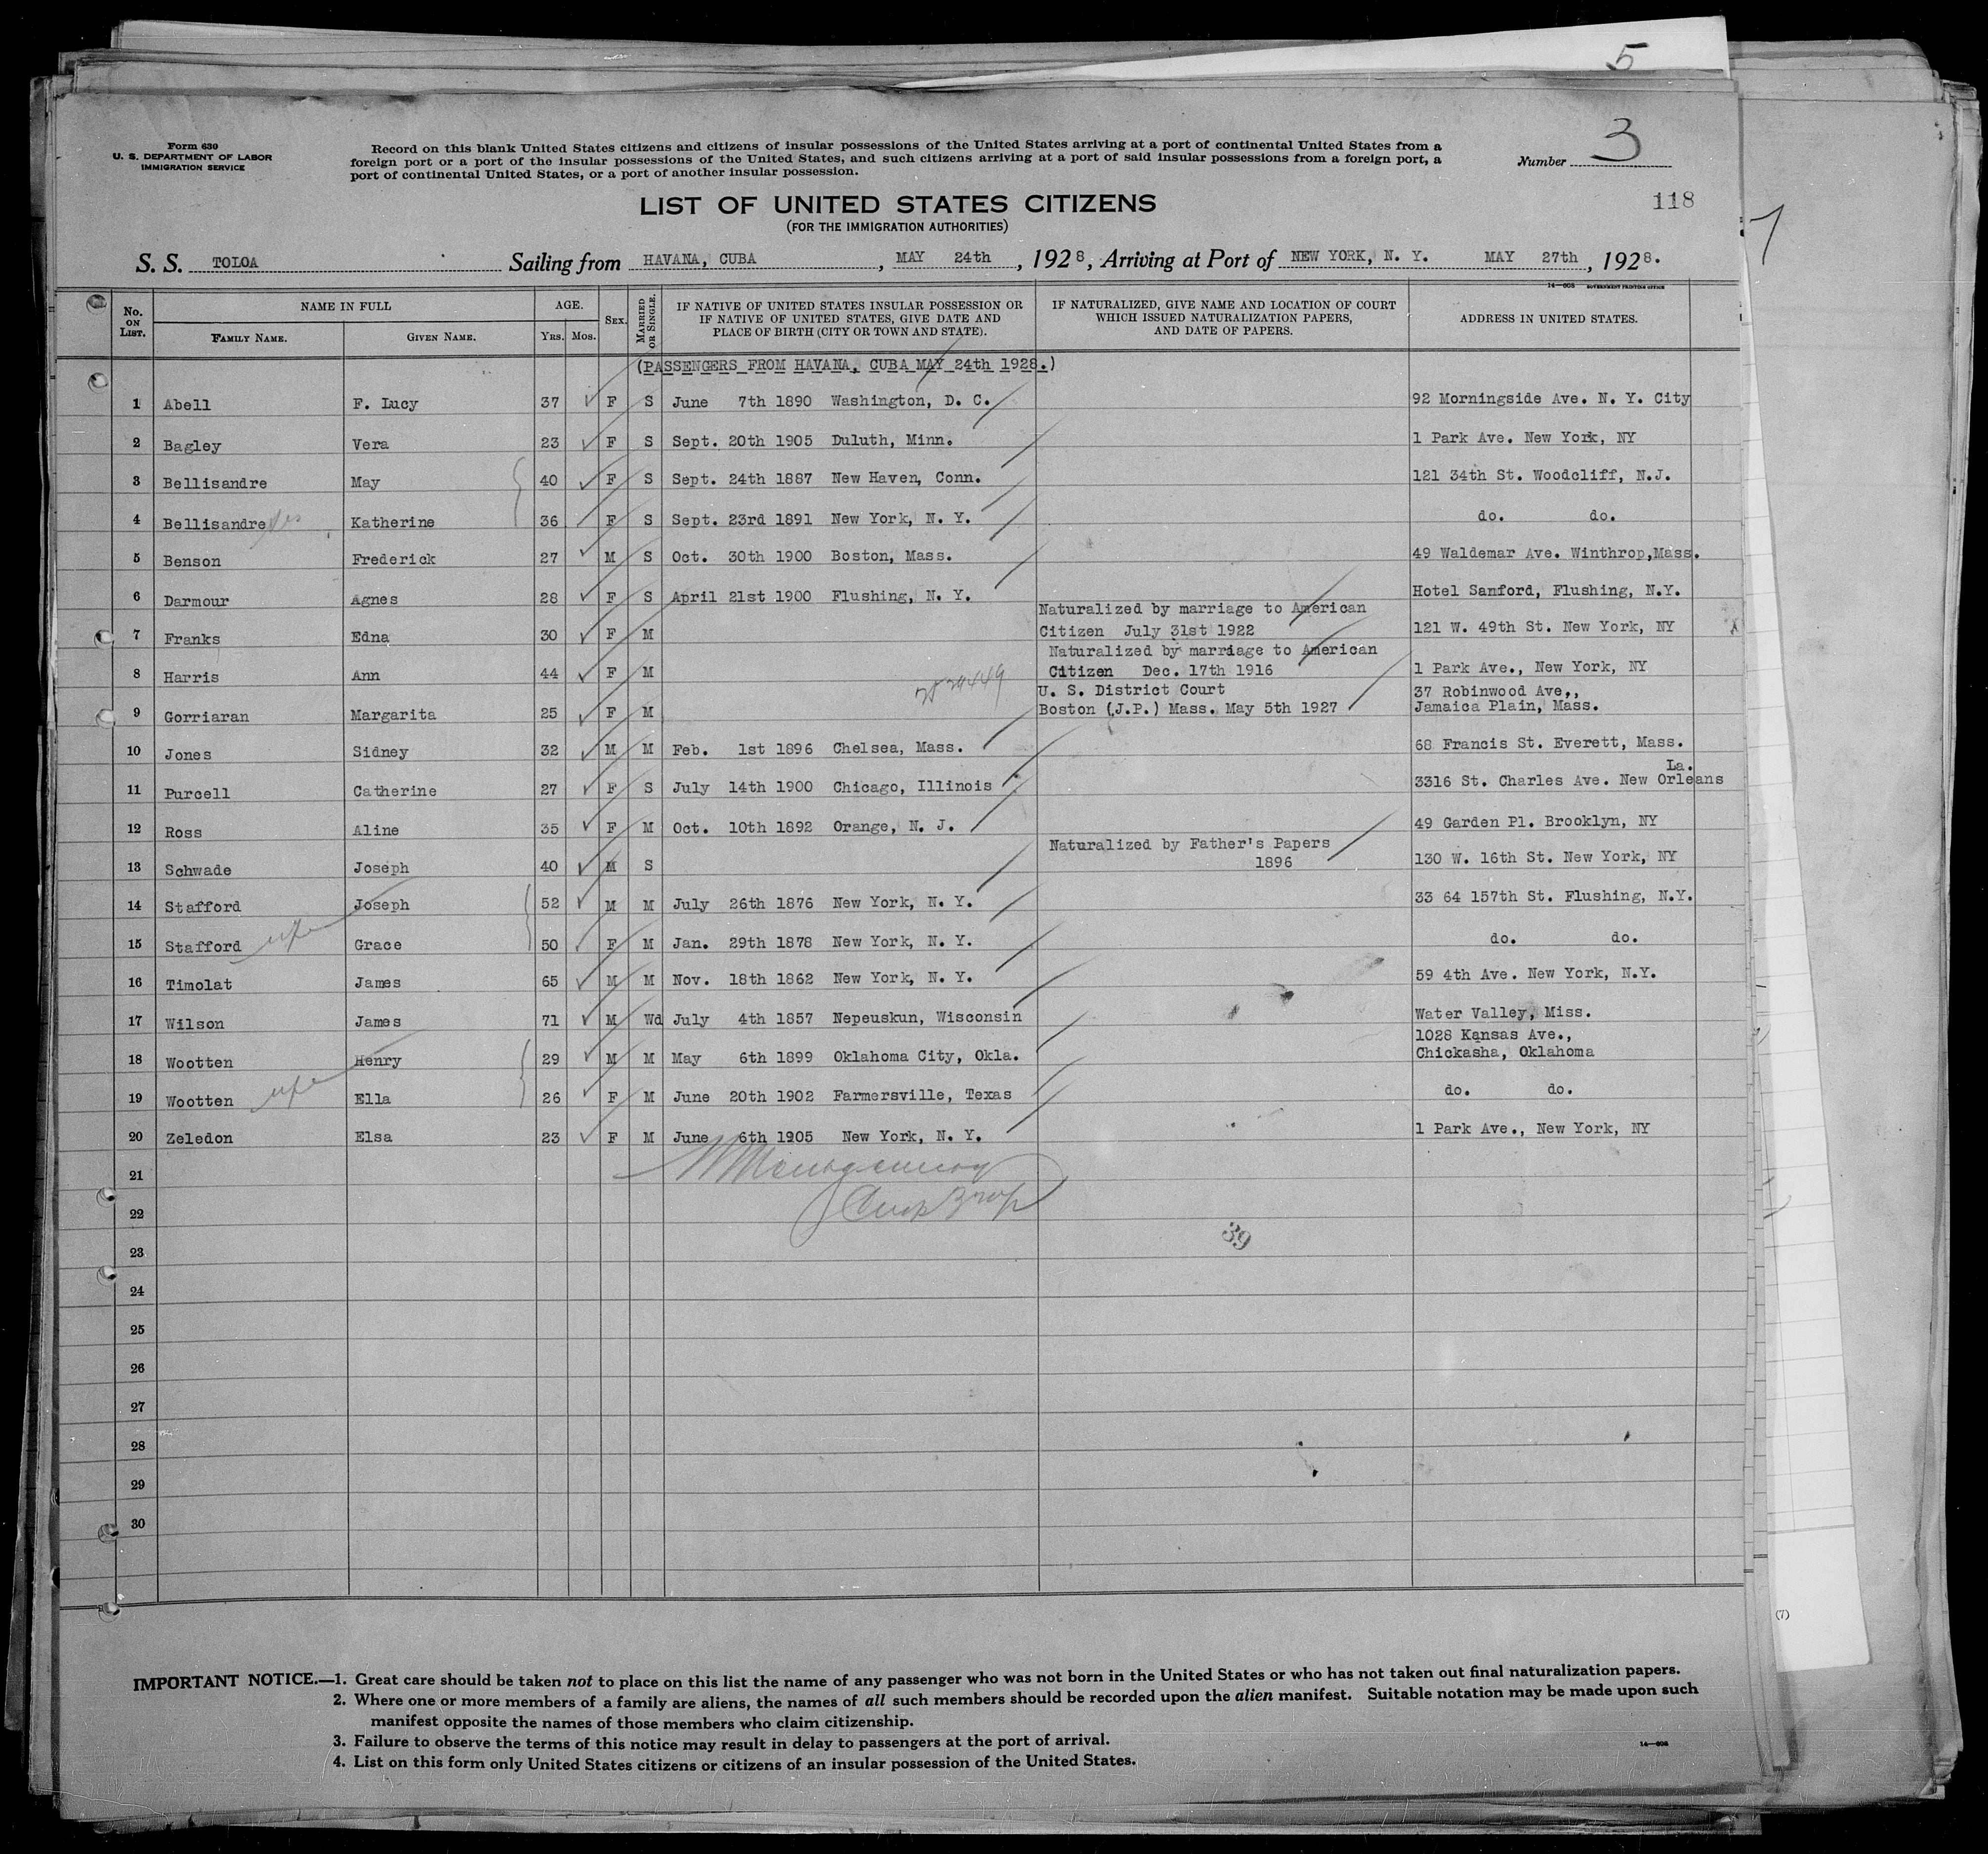 5
Form 630
U. S. DEPARTMENT OF LABOR
IMMIGRATION SERVICE
Record on this blank United States citizens and citizens of insular possessions of the United States arriving at a port of continental United States from a
foreign port or a port of the insular possessions of the United States, and such citizens arriving at a port of said insular possessions from a foreign port, a
port of continental United States, or a port of another insular possession.
Number 3
118
LIST OF UNITED STATES CITIZENS
(FOR THE IMMIGRATION AUTHORITIES)
S. S. TOLOA Sailing from HAVANA, CUBA, MAY 24th, 1928, Arriving at Port of NEW YORK, N. Y. MAY 27th, 1928.
14—608 GOVERNMENT PRINTING OFFICE
No. ON LIST. NAME IN FULL FAMILY NAME. GIVEN NAME. AGE. Yrs. Mos. SEX. MARRIED OR SINGLE. IF NATIVE OF UNITED STATES INSULAR POSSESSION OR IF NATIVE OF UNITED STATES, GIVE DATE AND PLACE OF BIRTH (CITY OR TOWN AND STATE). IF NATURALIZED, GIVE NAME AND LOCATION OF COURT WHICH ISSUED NATURALIZATION PAPERS, AND DATE OF PAPERS. ADDRESS IN UNITED STATES.
(PASSENGERS FROM HAVANA, CUBA MAY 24th 1928.)
1 Abell F. Lucy 37 F S June 7th 1890 Washington, D. C. 92 Morningside Ave. N. Y. City
2 Bagley Vera 23 F S Sept. 20th 1905 Duluth, Minn. 1 Park Ave. New York, NY
3 Bellisandre May 40 F S Sept. 24th 1887 New Haven, Conn. 121 34th St. Woodcliff, N.J.
4 Bellisandre Katherine 36 F S Sept. 23rd 1891 New York, N. Y. do. do.
5 Benson Frederick 27 M S Oct. 30th 1900 Boston, Mass. 49 Waldemar Ave. Winthrop,Mass.
6 Darmour Agnes 28 F S April 21st 1900 Flushing, N. Y. Hotel Sanford, Flushing, N.Y.
7 Franks Edna 30 F M Naturalized by marriage to American Citizen July 31st 1922 121 W. 49th St. New York, NY
8 Harris Ann 44 F M Naturalized by marriage to American Citizen Dec. 17th 1916 1 Park Ave., New York, NY
9 Gorriaran Margarita 25 F M U. S. District Court Boston (J.P.) Mass. May 5th 1927 37 Robinwood Ave,, Jamaica Plain, Mass.
10 Jones Sidney 32 M M Feb. 1st 1896 Chelsea, Mass. 68 Francis St. Everett, Mass.
11 Purcell Catherine 27 F S July 14th 1900 Chicago, Illinois 3316 St. Charles Ave. New Orleans La.
12 Ross Aline 35 F M Oct. 10th 1892 Orange, N. J. 49 Garden Pl. Brooklyn, NY
13 Schwade Joseph 40 M S Naturalized by Father's Papers 1896 130 W. 16th St. New York, NY
14 Stafford Joseph 52 M M July 26th 1876 New York, N. Y. 33 64 157th St. Flushing, N.Y.
15 Stafford wife Grace 50 F M Jan. 29th 1878 New York, N. Y. do. do.
16 Timolat James 65 M M Nov. 18th 1862 New York, N. Y. 59 4th Ave. New York, N.Y.
17 Wilson James 71 M Wd July 4th 1857 Nepeuskun, Wisconsin Water Valley, Miss.
18 Wootten Henry 29 M M May 6th 1899 Oklahoma City, Okla. 1028 Kansas Ave., Chickasha, Oklahoma
19 Wootten wife Ella 26 F M June 20th 1902 Farmersville, Texas do. do.
20 Zeledon Elsa 23 F M June 6th 1905 New York, N. Y. 1 Park Ave., New York, NY
21
22
39
23
24
25
26
27
28
29
30
(7)
IMPORTANT NOTICE.—1. Great care should be taken not to place on this list the name of any passenger who was not born in the United States or who has not taken out final naturalization papers.
2. Where one or more members of a family are aliens, the names of all such members should be recorded upon the alien manifest. Suitable notation may be made upon such
manifest opposite the names of those members who claim citizenship.
3. Failure to observe the terms of this notice may result in delay to passengers at the port of arrival.
14—608
4. List on this form only United States citizens or citizens of an insular possession of the United States.